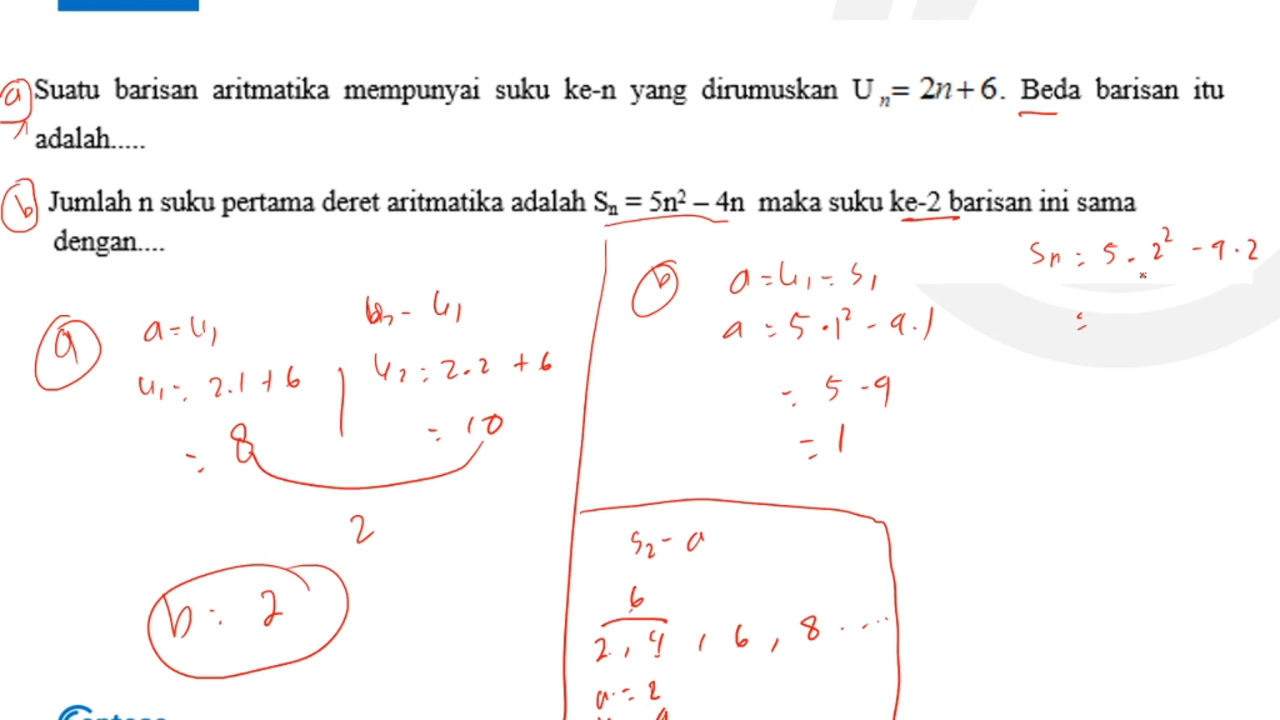 a Suatu barisan aritmatika mempunyai suku ke-n yang dirumuskan U n = 2n + 6. Beda barisan itu
adalah.....
b Jumlah n suku pertama deret aritmatika adalah Sn = 5n² – 4n maka suku ke-2 barisan ini sama
dengan....
a
a = u₁
u₁ = 2.1 + 6
= 8
- u₁
u₂ = 2.2 + 6
= 10
2
b : 2
b
a = u₁ = s₁
a = 5 . 1² - 4 . 1
= 5 - 4
= 1
Sn = 5 . 2² - 4 . 2
=
s₂ - a
6
2, 4, 6, 8 ....
a = 2